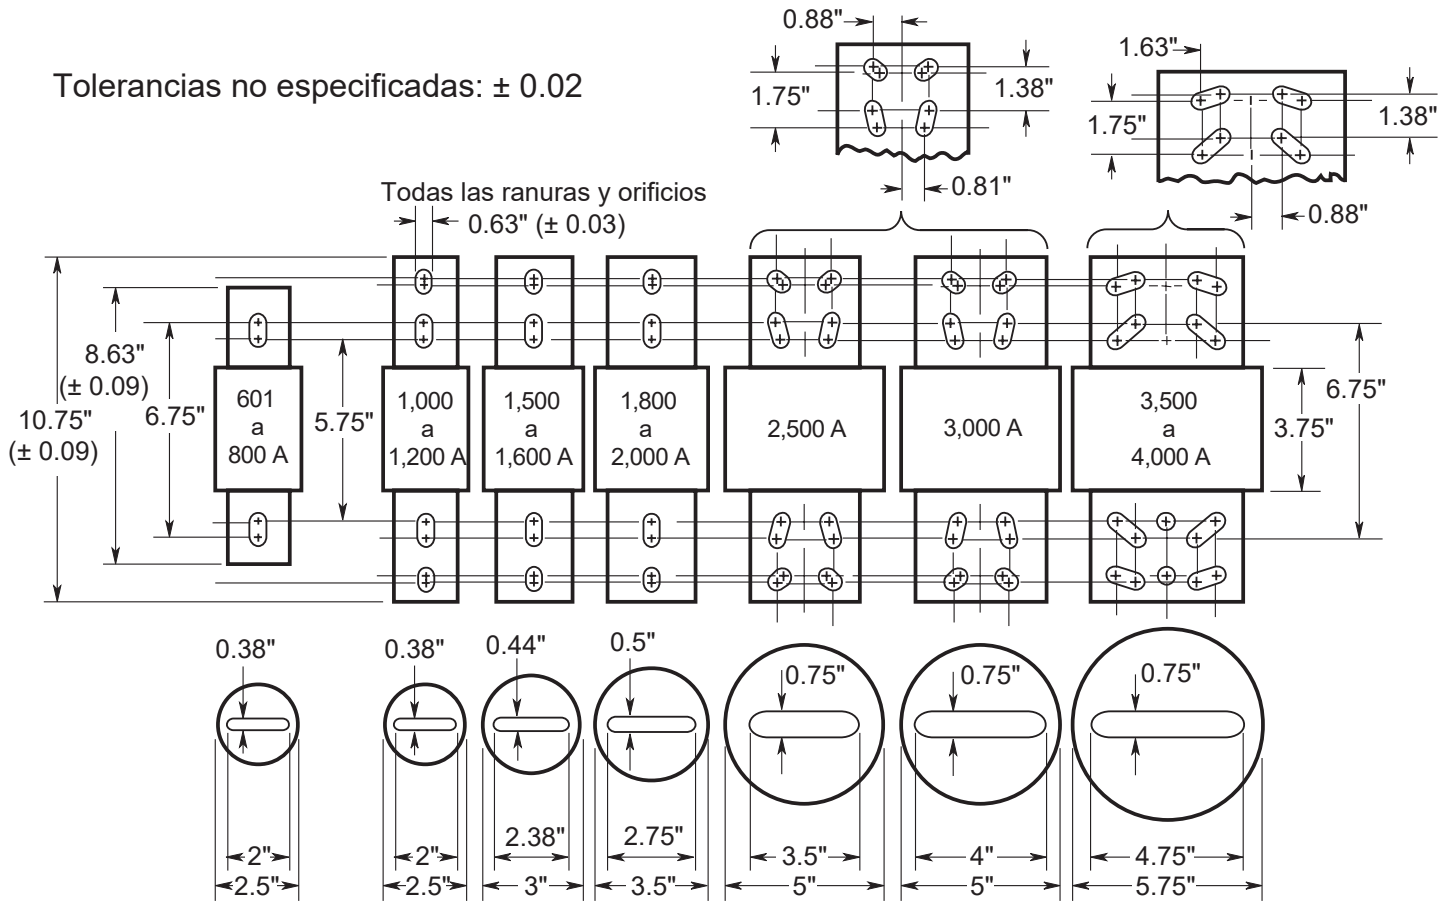 0.88"
1.63"
Tolerancias no especificadas: ± 0.02
1.75"
1.38"
1.75"
1.38"
Todas las ranuras y orificios
0.63" (± 0.03)
0.81"
0.88"
8.63"
(± 0.09)
10.75"
(± 0.09)
6.75"
601
a
800 A
5.75"
1,000
a
1,200 A
1,500
a
1,600 A
1,800
a
2,000 A
2,500 A
3,000 A
3,500
a
4,000 A
3.75"
6.75"
0.38"
0.38"
0.44"
0.5"
0.75"
0.75"
0.75"
2"
2"
2.38"
2.75"
3.5"
4"
4.75"
2.5"
2.5"
3"
3.5"
5"
5"
5.75"